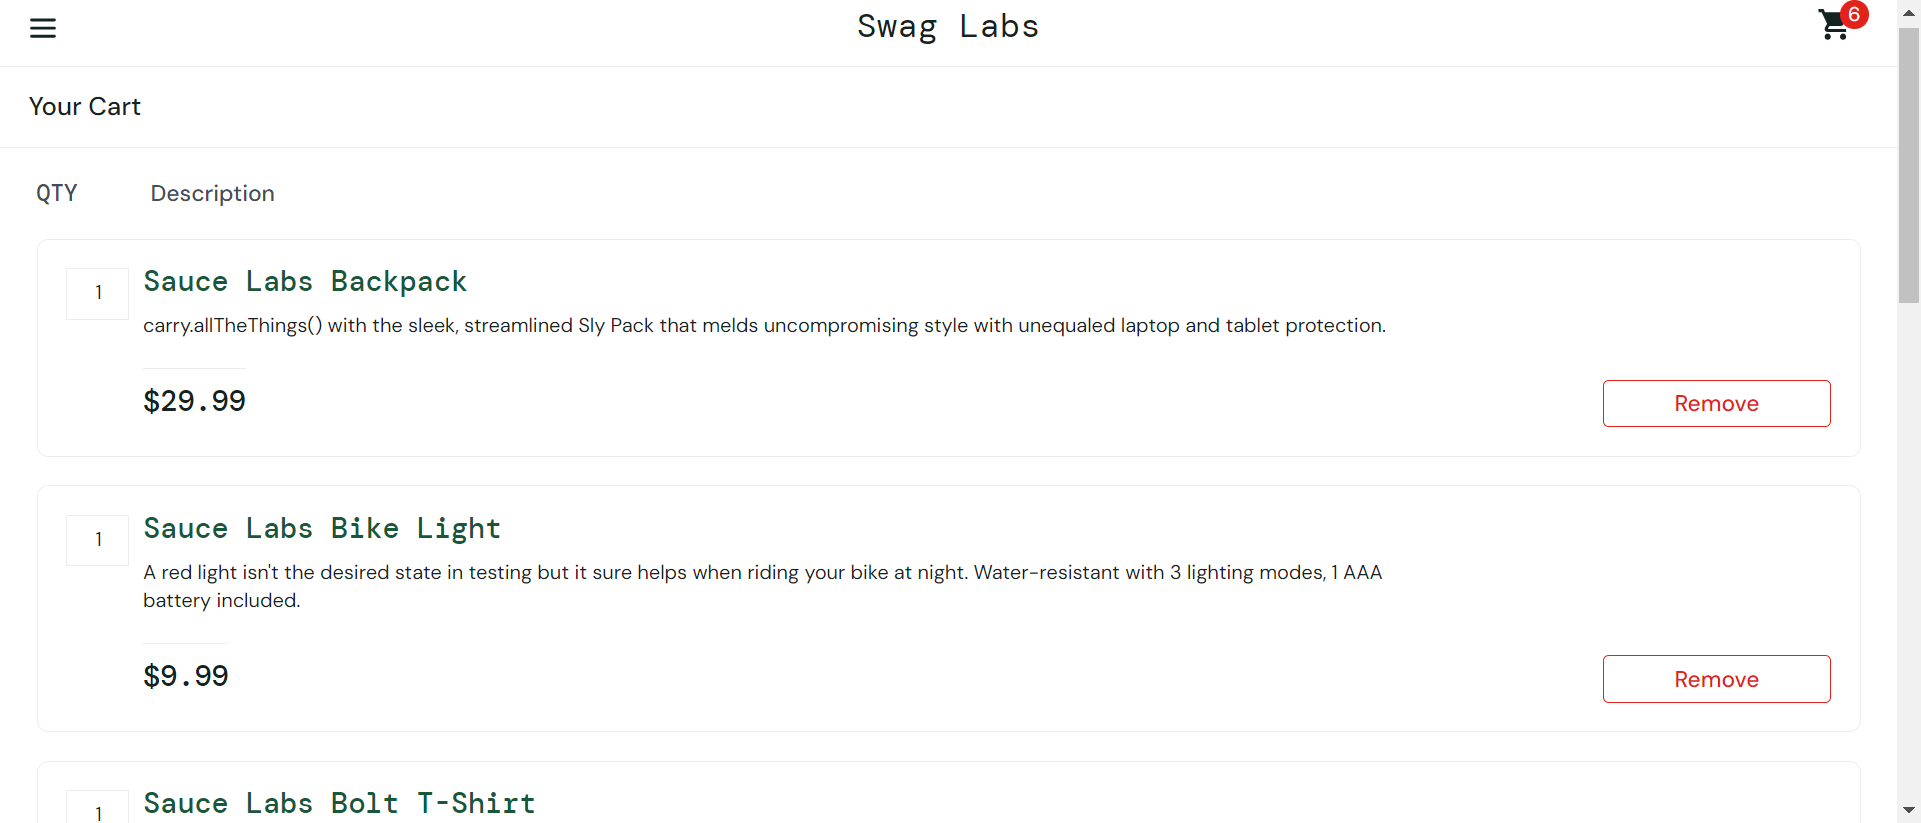 Swag Labs
6
Your Cart
QTY Description
1
Sauce Labs Backpack
carry.allTheThings() with the sleek, streamlined Sly Pack that melds uncompromising style with unequaled laptop and tablet protection.
$29.99
Remove
1
Sauce Labs Bike Light
A red light isn't the desired state in testing but it sure helps when riding your bike at night. Water-resistant with 3 lighting modes, 1 AAA
battery included.
$9.99
Remove
1
Sauce Labs Bolt T-Shirt